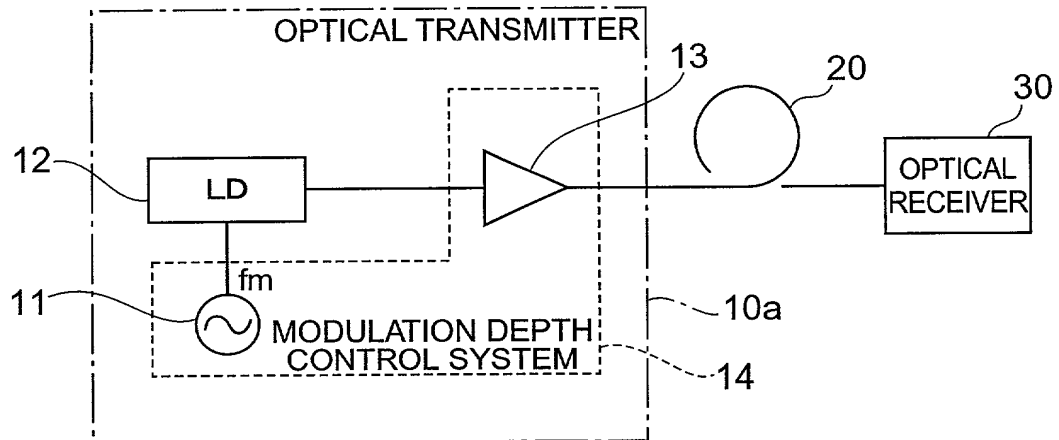 OPTICAL TRANSMITTER
13
20
30
12
LD
OPTICAL
RECEIVER
fm
11
MODULATION DEPTH
CONTROL SYSTEM
10a
14